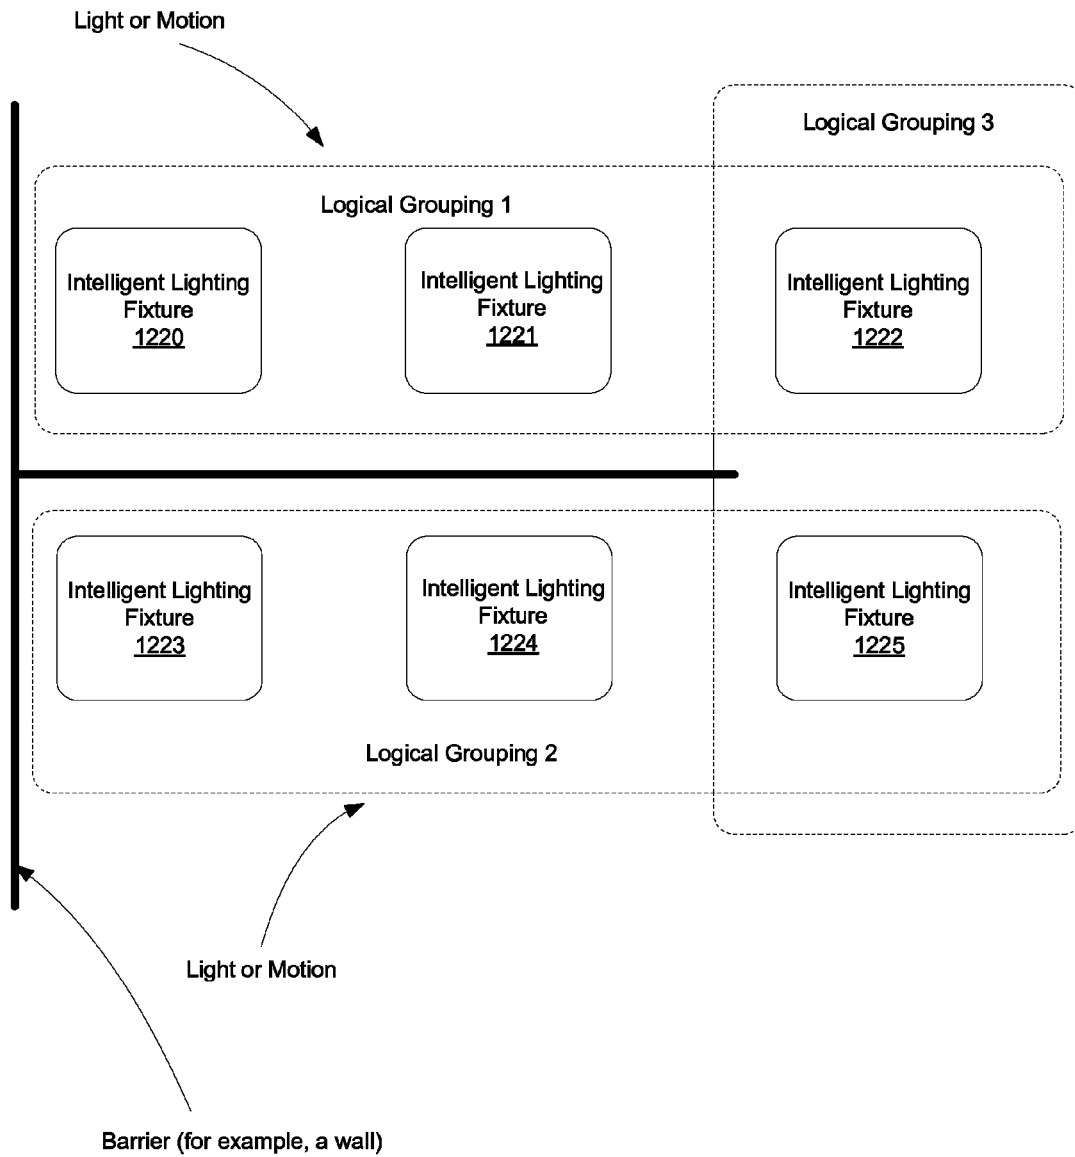 Light or Motion
Logical Grouping 3
Logical Grouping 1
Intelligent Lighting
Fixture
1220
Intelligent Lighting
Fixture
1221
Intelligent Lighting
Fixture
1222
Intelligent Lighting
Fixture
1223
Intelligent Lighting
Fixture
1224
Intelligent Lighting
Fixture
1225
Logical Grouping 2
Light or Motion
Barrier (for example, a wall)